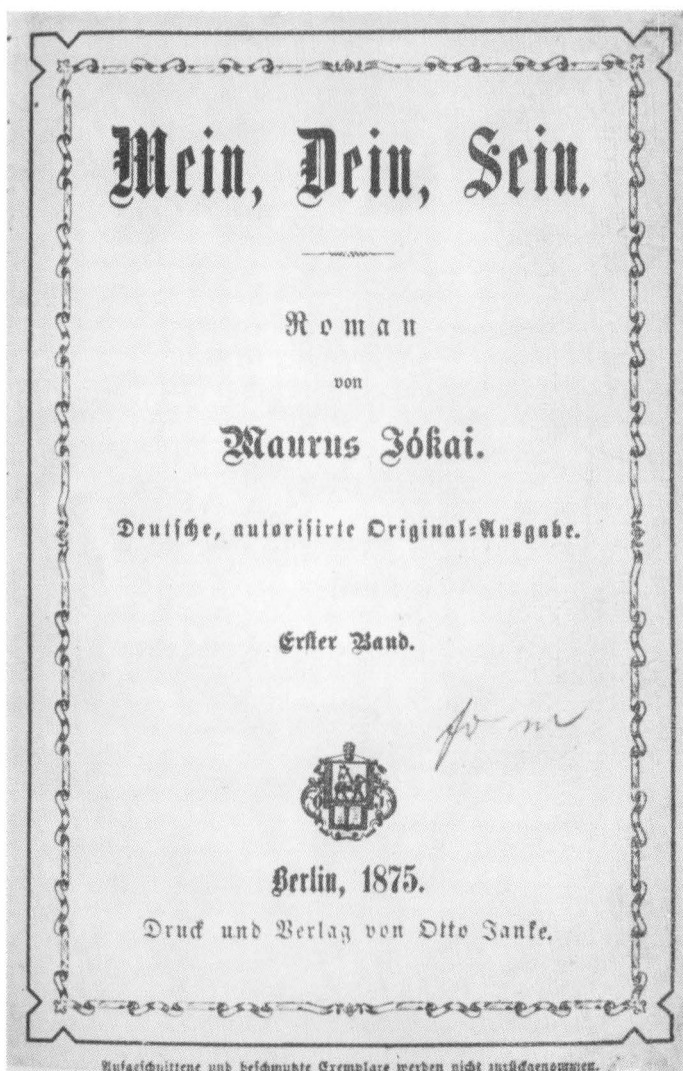 Mein, Dein, Sein.
Roman
von
Maurus Jókai.
Deutsche, autorisirte Original-Ausgabe.
Erster Band.
Berlin, 1875.
Druck und Verlag von Otto Janke.
Aufgeschnittene und beschmutzte Exemplare werden nicht zurückgenommen.